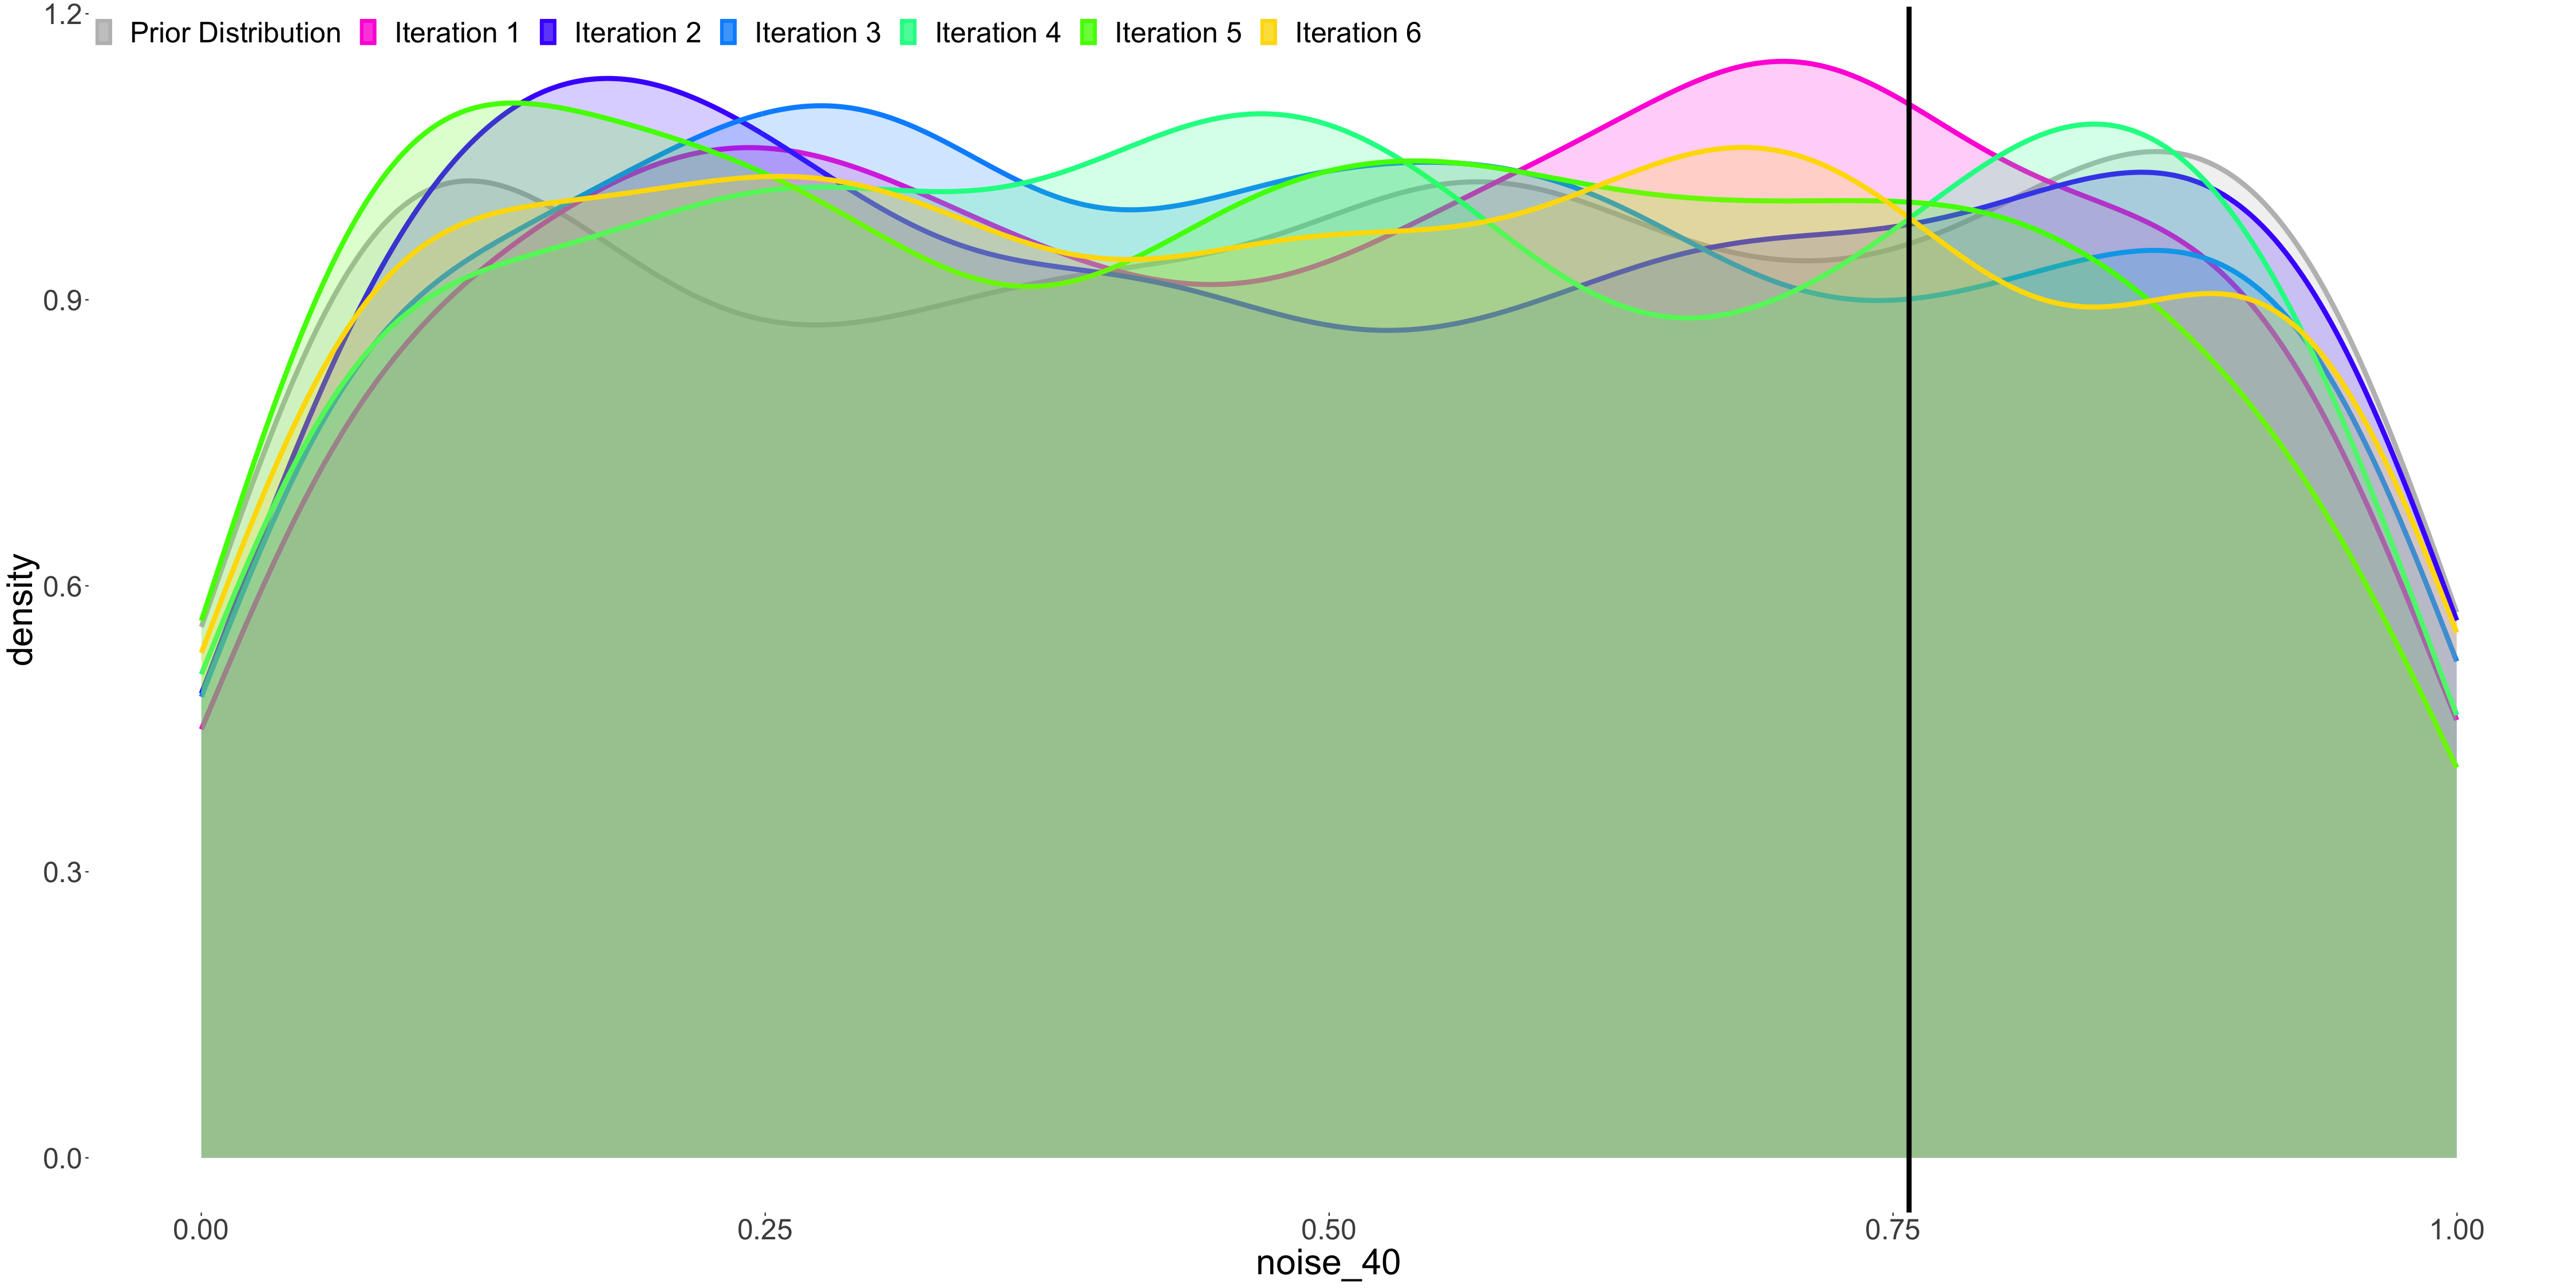 Prior Distribution Iteration 1 Iteration 2 Iteration 3 Iteration 4 Iteration 5 Iteration 6
1.2
0.9
0.6
0.3
0.0
density
0.00 0.25 0.50 0.75 1.00
noise_40